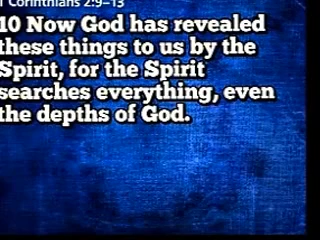 1 Corinthians 2:9–13
10 Now God has revealed
these things to us by the
Spirit, for the Spirit
searches everything, even
the depths of God.